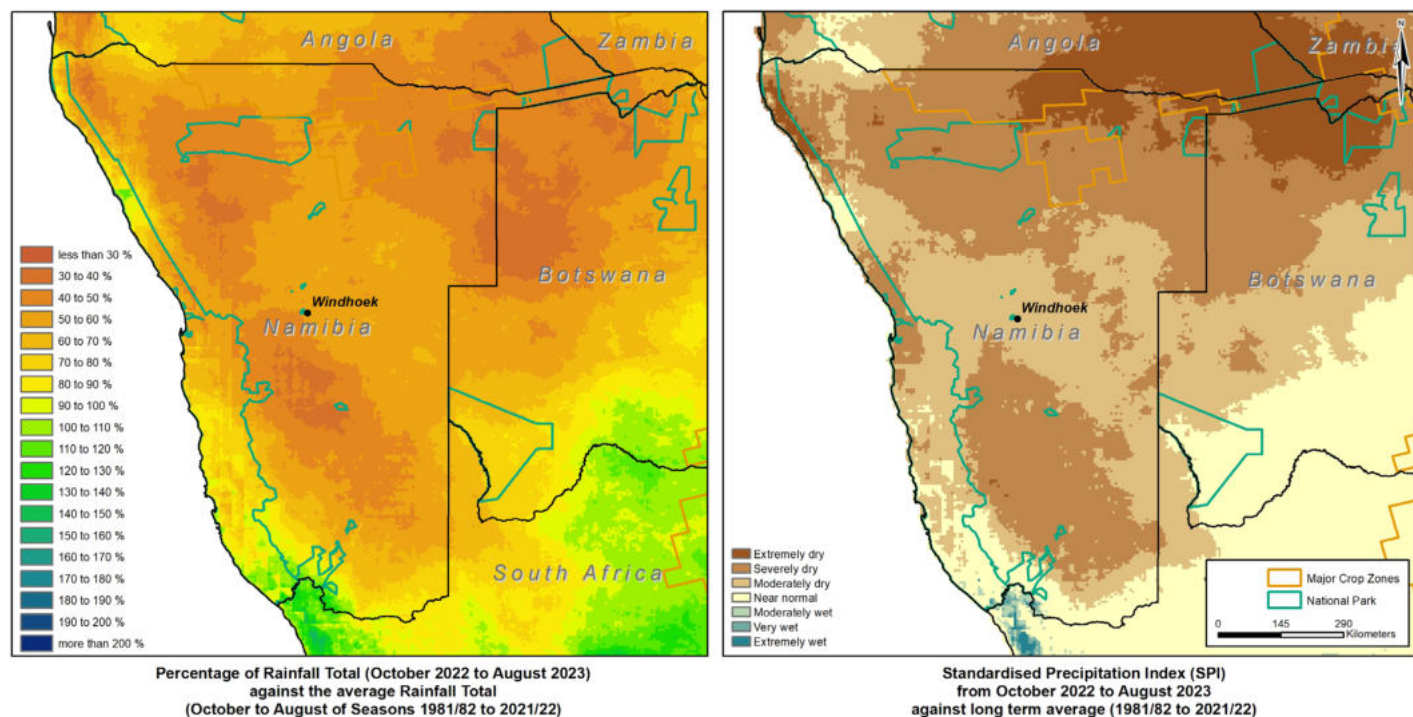 Angola
Zambia
Botswana
Windhoek
Namibia
South Africa
less than 30 %
30 to 40 %
40 to 50 %
50 to 60 %
60 to 70 %
70 to 80 %
80 to 90 %
90 to 100 %
100 to 110 %
110 to 120 %
120 to 130 %
130 to 140 %
140 to 150 %
150 to 160 %
160 to 170 %
170 to 180 %
180 to 190 %
190 to 200 %
more than 200 %
Percentage of Rainfall Total (October 2022 to August 2023)
against the average Rainfall Total
(October to August of Seasons 1981/82 to 2021/22)
Angola
Zambia
N
Botswana
Windhoek
Namibia
Extremely dry
Severely dry
Moderately dry
Near normal
Moderately wet
Very wet
Extremely wet
South Africa
Major Crop Zones
National Park
0 145 290
Kilometers
Standardised Precipitation Index (SPI)
from October 2022 to August 2023
against long term average (1981/82 to 2021/22)